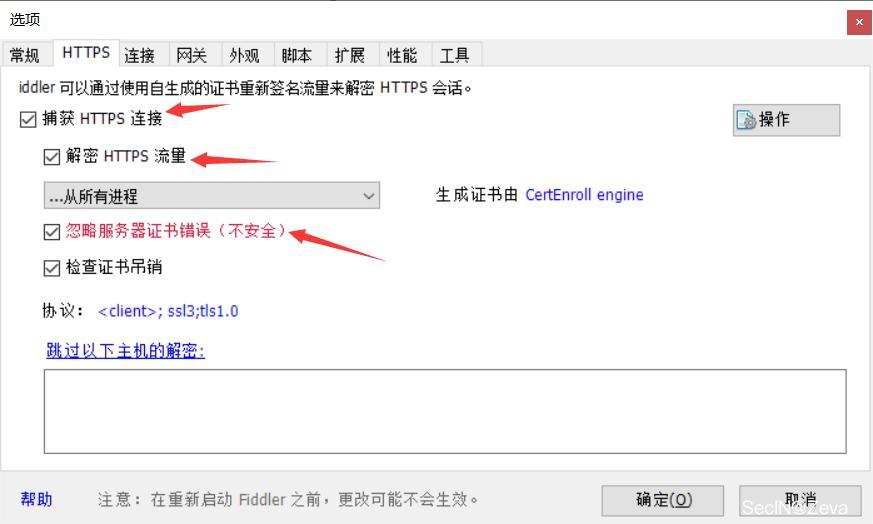 选项
常规 HTTPS 连接 网关 外观 脚本 扩展 性能 工具
iddler 可以通过使用自生成的证书重新签名流量来解密 HTTPS 会话。
捕获 HTTPS 连接
操作
解密 HTTPS 流量
...从所有进程
生成证书由 CertEnroll engine
忽略服务器证书错误（不安全）
检查证书吊销
协议： <client>; ssl3;tls1.0
跳过以下主机的解密:
帮助
注意：在重新启动 Fiddler 之前，更改可能不会生效。
确定(O)
取消
SecIN@Zeva